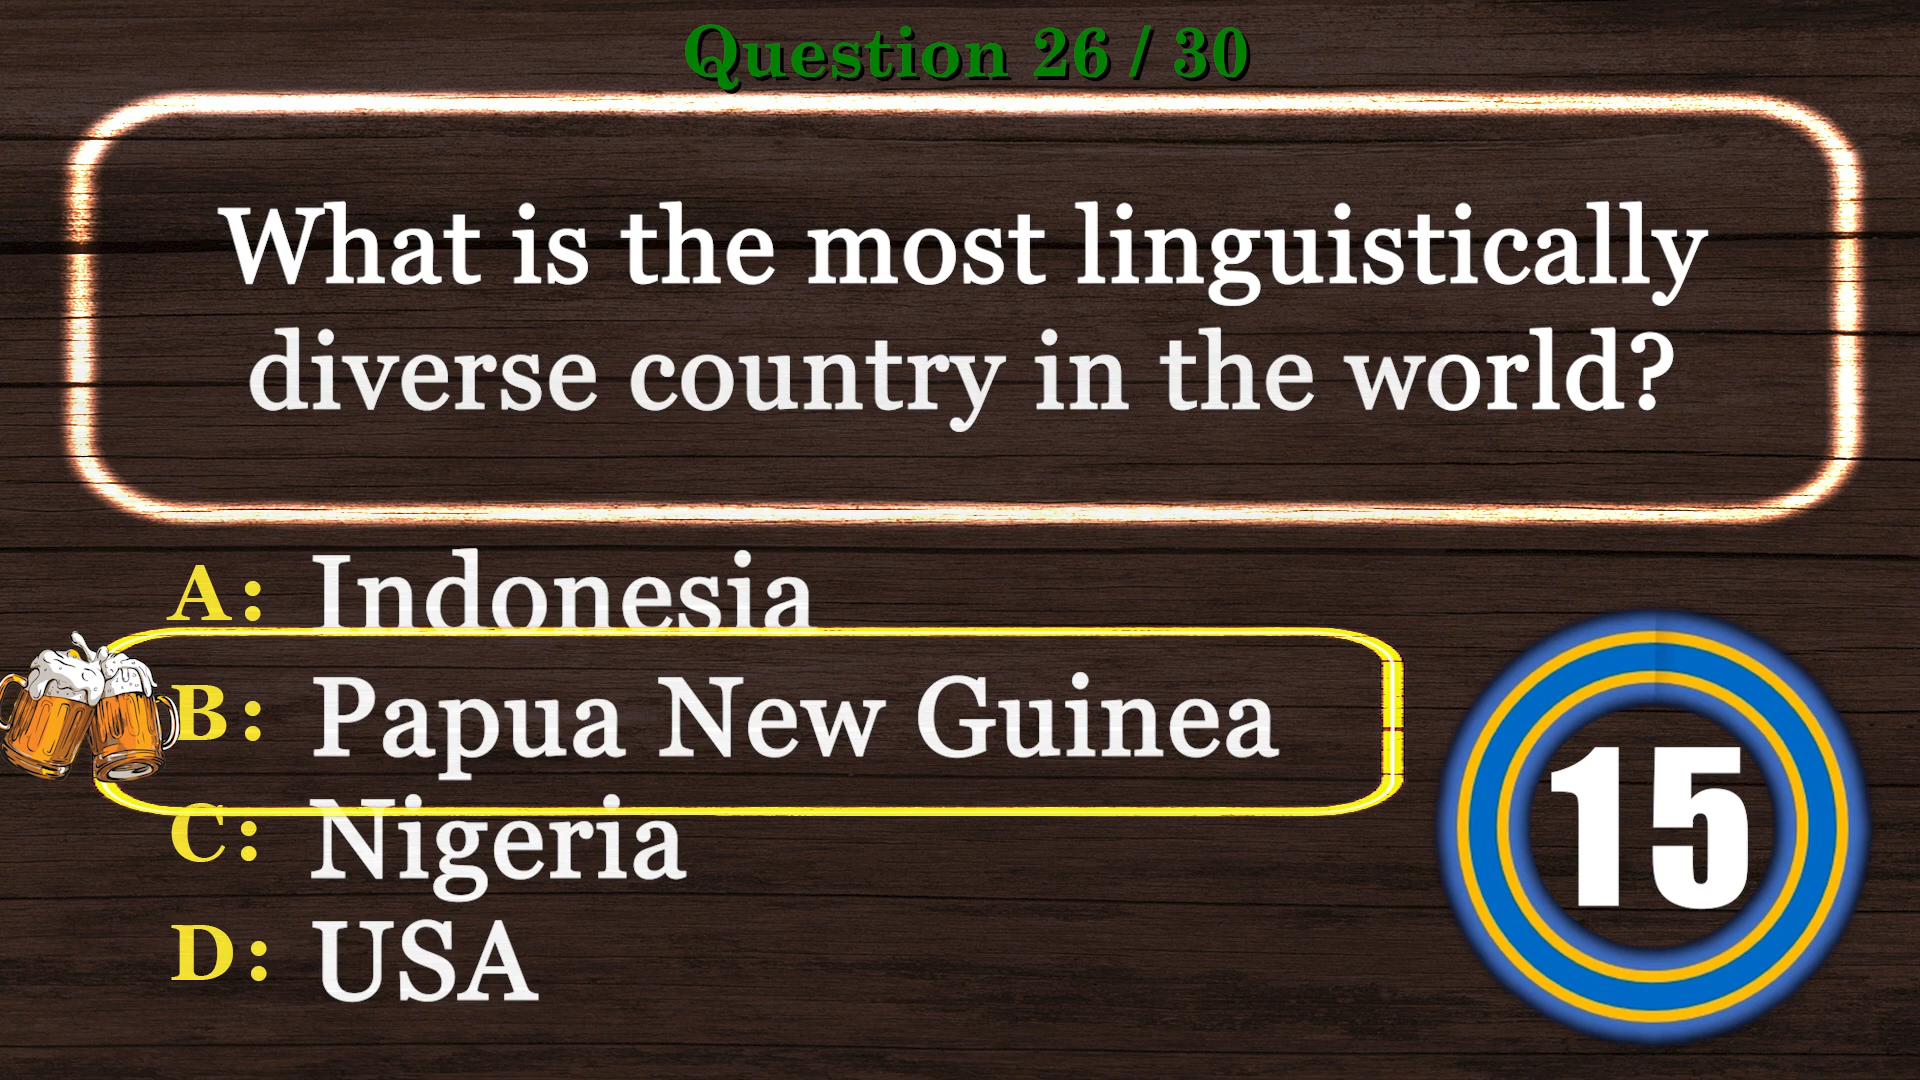 Question 26 / 30
What is the most linguistically
diverse country in the world?
A: Indonesia
B: Papua New Guinea
C: Nigeria
D: USA
15